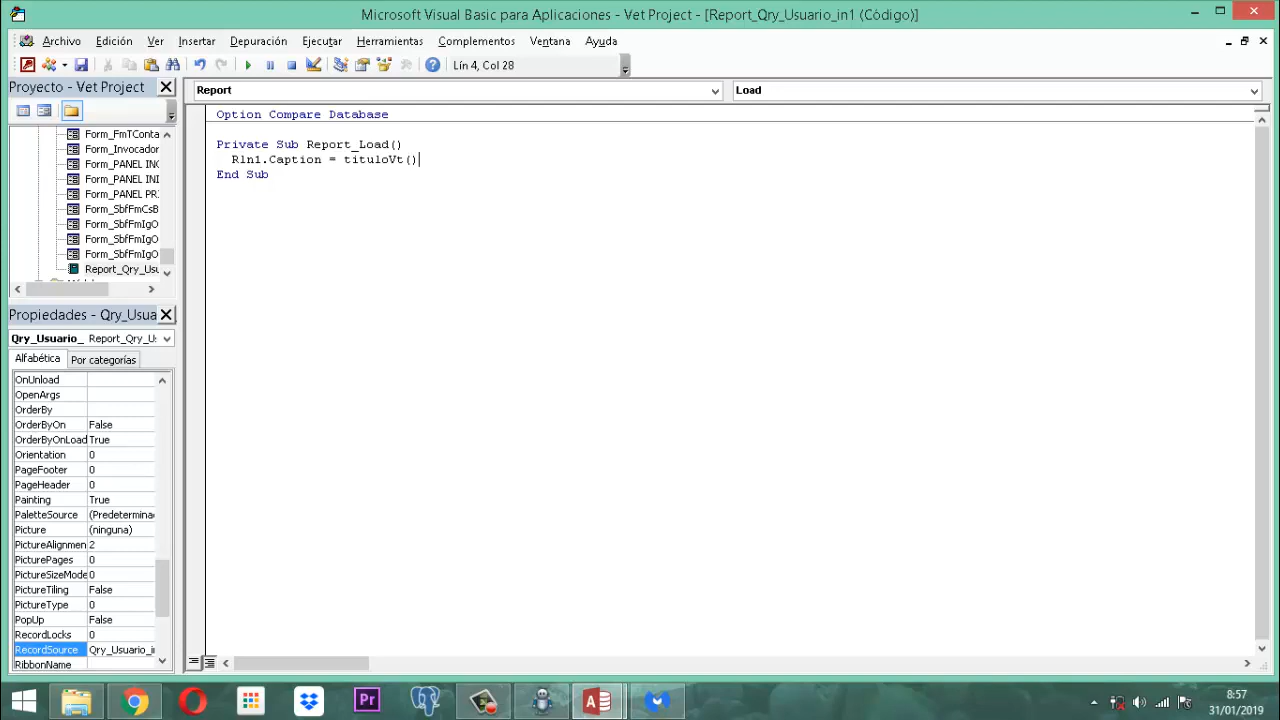 Microsoft Visual Basic para Aplicaciones - Vet Project - [Report_Qry_Usuario_in1 (Código)]
Archivo Edición Ver Insertar Formato Depuración Ejecutar Herramientas Complementos Ventana Ayuda
Lín 4, Col 28
Proyecto - Vet Project
Report
Load
Form_FmTConta
Form_Invocador
Form_PANEL ING
Form_PANEL INI
Form_PANEL PR
Form_SbfFmCsB
Form_SbfFmIgO
Form_SbfFmIgO
Form_SbfFmIgO
Report_Qry_Usu
Option Compare Database
Private Sub Report_Load()
Rln1.Caption = tituloVt()
End Sub
Propiedades - Qry_Usua
Qry_Usuario_ Report_Qry_U
Alfabética Por categorías
OnUnload
OpenArgs
OrderBy
OrderByOn False
OrderByOnLoad True
Orientation 0
PageFooter 0
PageHeader 0
Painting True
PaletteSource (Predetermina
Picture (ninguna)
PictureAlignmen 2
PicturePages 0
PictureSizeMode 0
PictureTiling False
PictureType 0
PopUp False
RecordLocks 0
RecordSource Qry_Usuario_in
RibbonName
Pr
8:57
31/01/2019